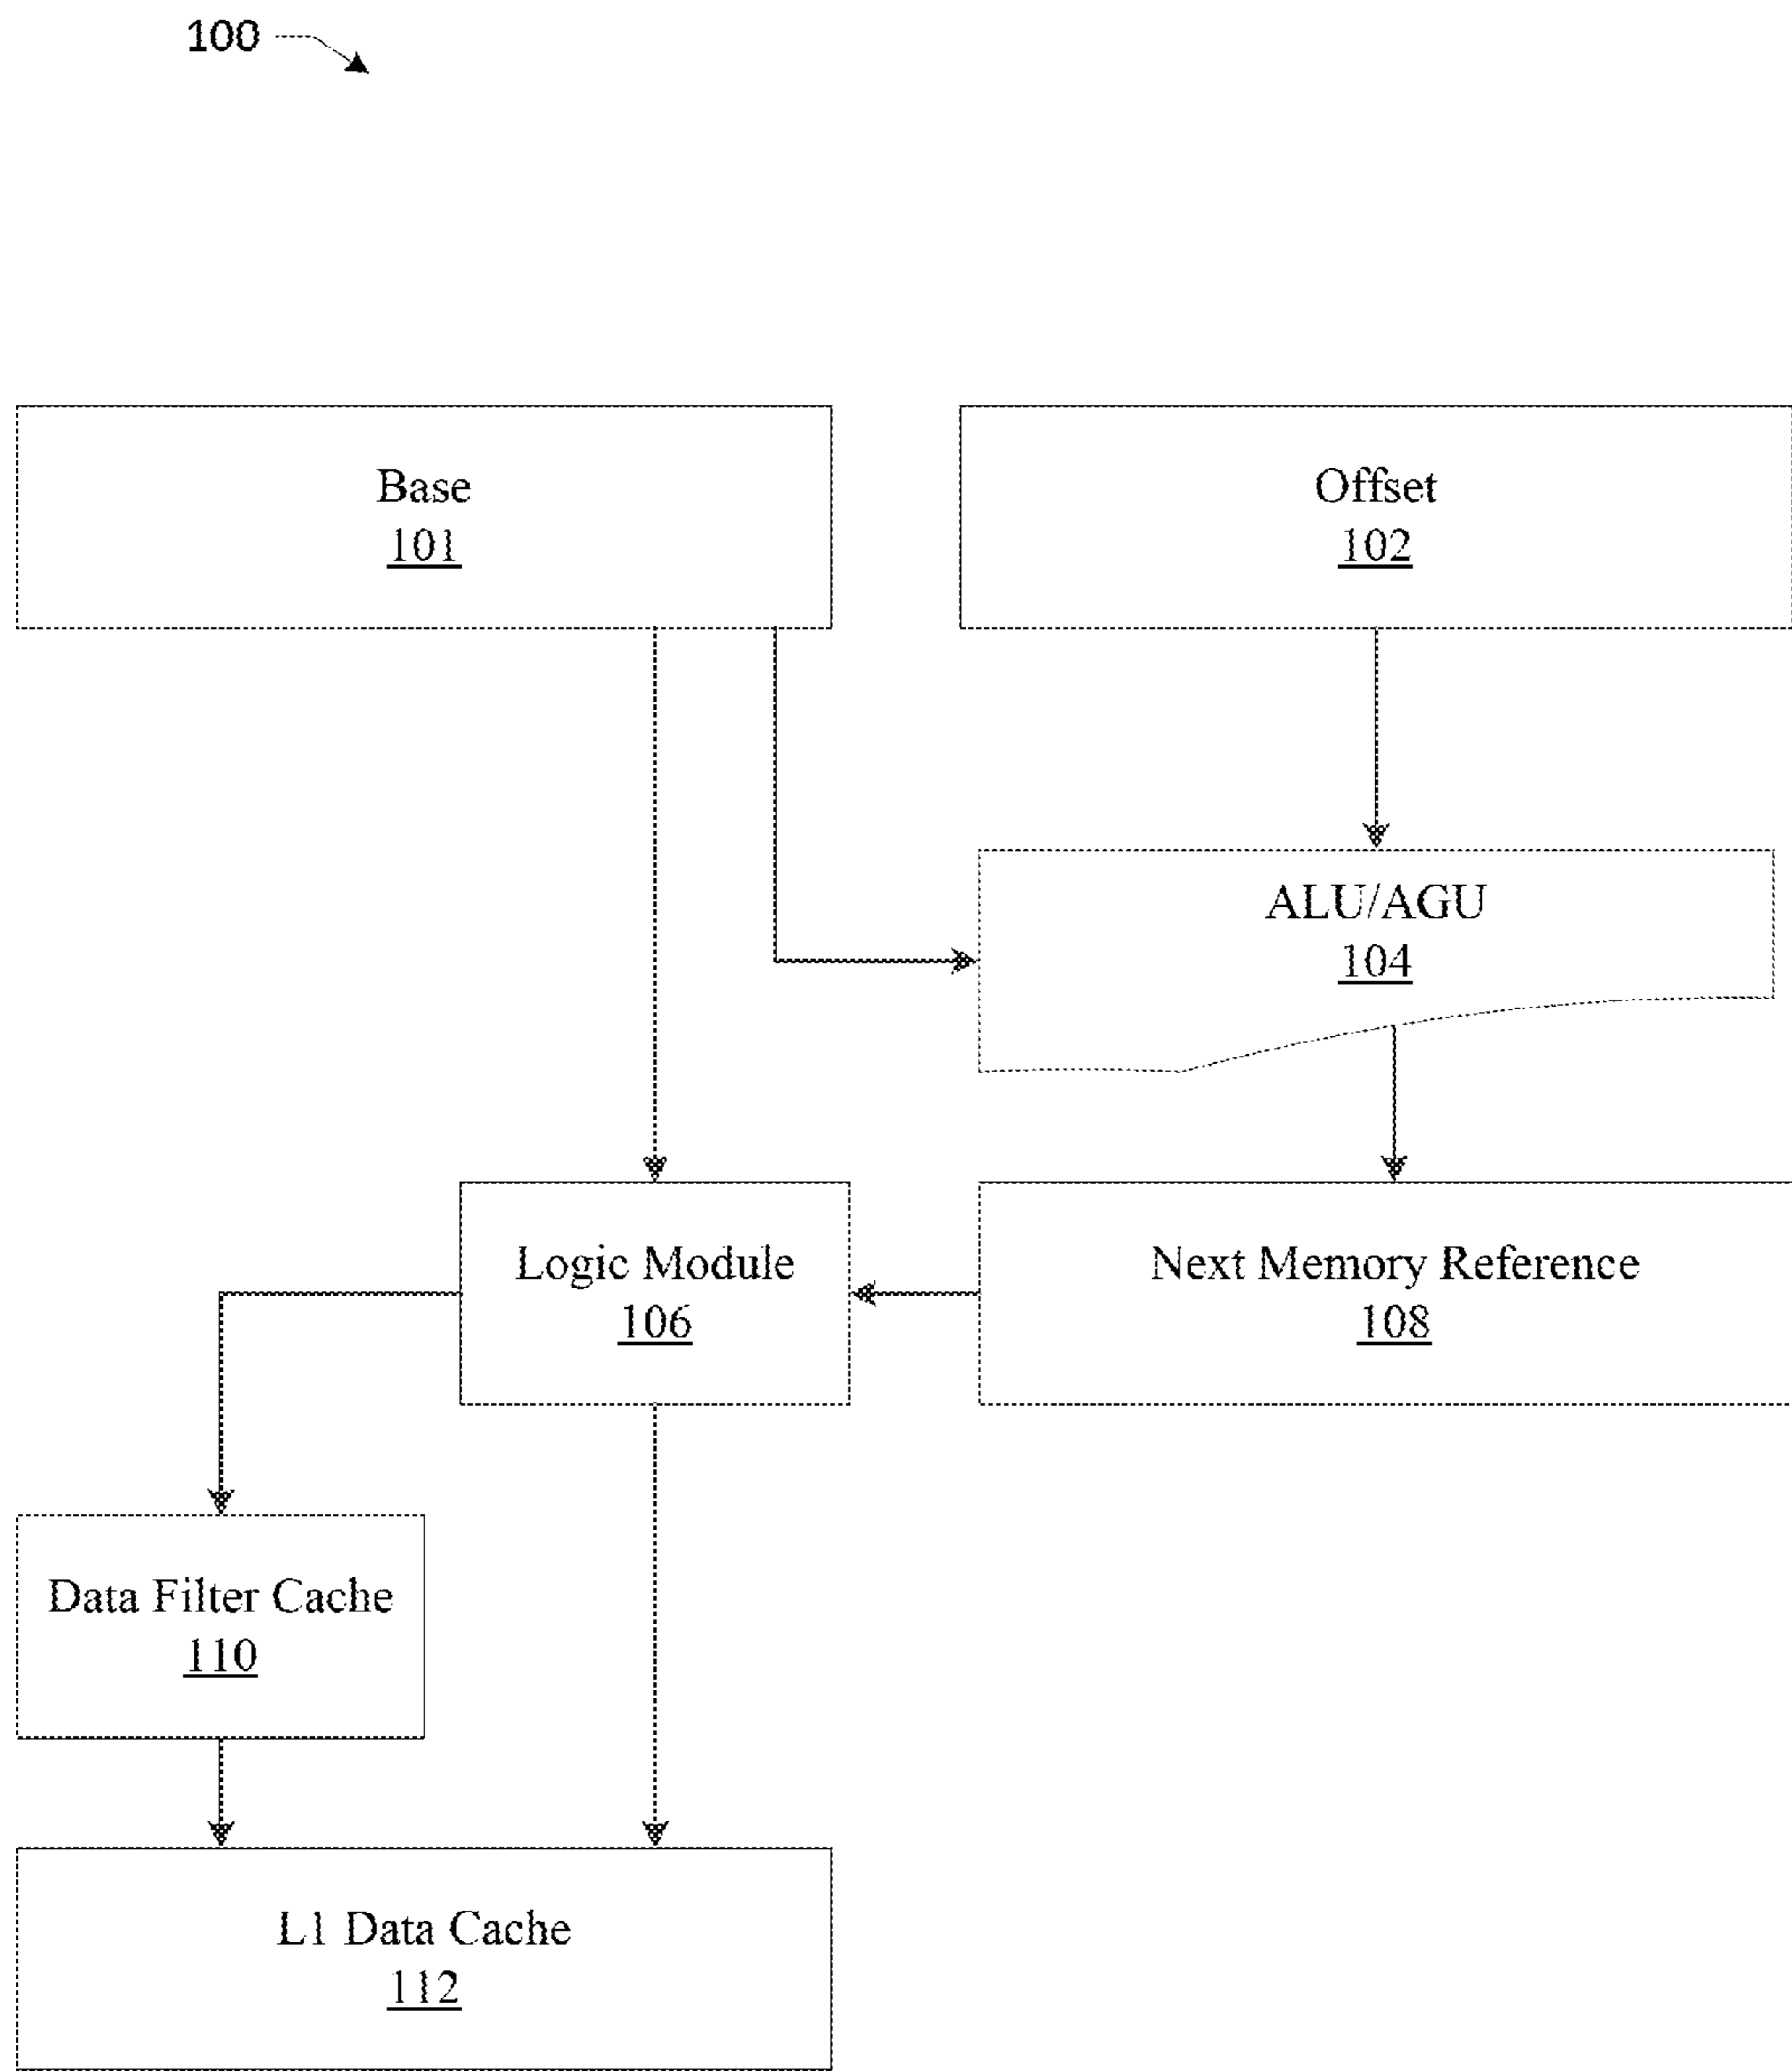 100
Base
101
Offset
102
ALU/AGU
104
Logic Module
106
Next Memory Reference
108
Data Filter Cache
110
L1 Data Cache
112